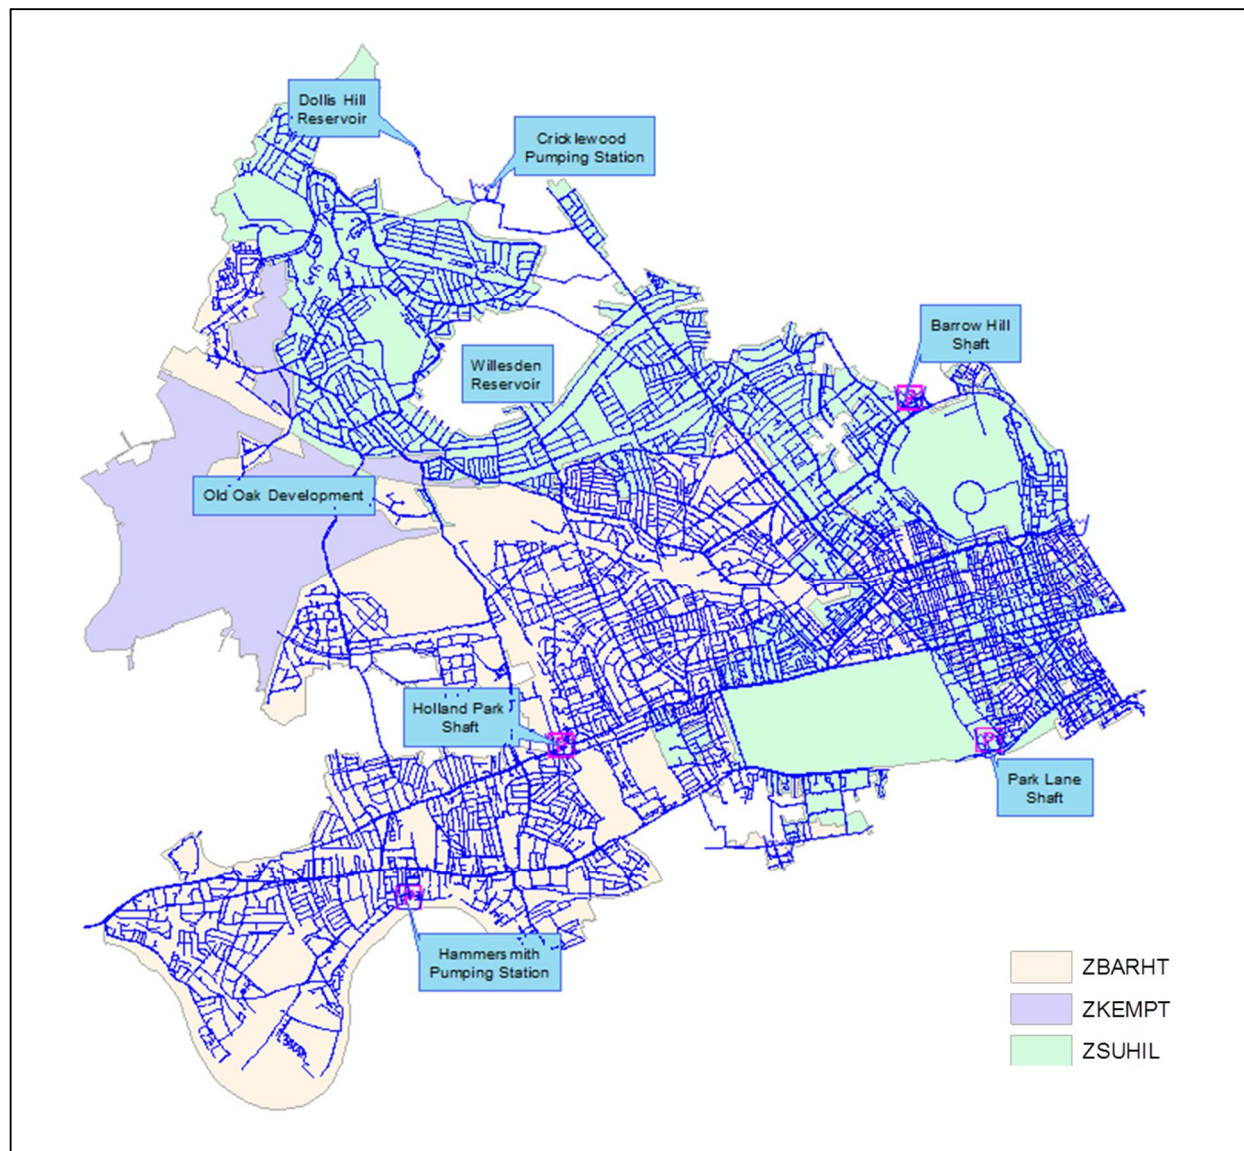 Dollis Hill
Reservoir
Cricklewood
Pumping Station
Barrow Hill
Shaft
Willesden
Reservoir
Old Oak Development
Holland Park
Shaft
Park Lane
Shaft
Hammersmith
Pumping Station
ZBARHT
ZKEMPT
ZSUHIL